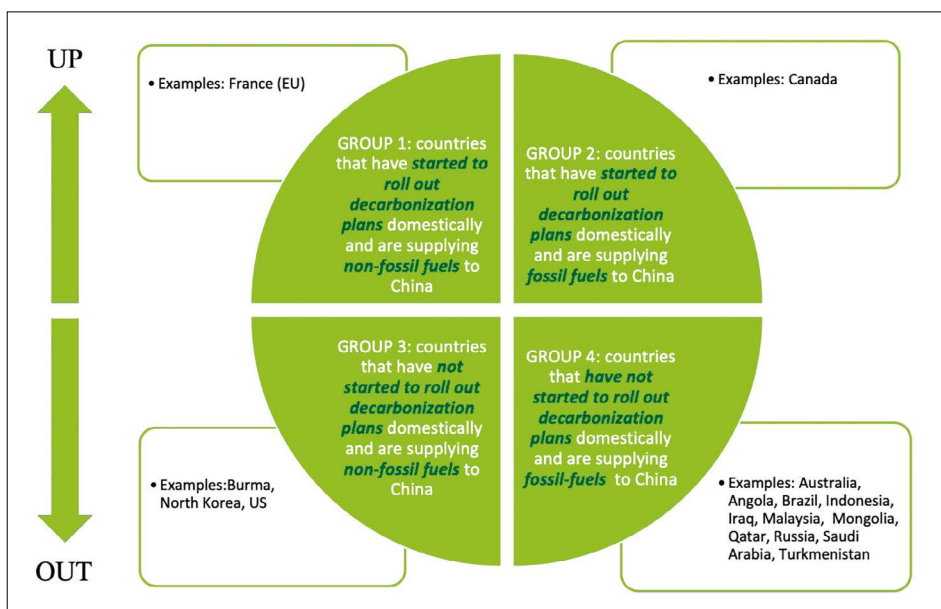 UP
• Examples: France (EU)
GROUP 1: countries
that have started to
roll out
decarbonization
plans domestically
and are supplying
non-fossil fuels to
China
GROUP 2: countries
that have started to
roll out
decarbonization
plans domestically
and are supplying
fossil fuels to China
• Examples: Canada
GROUP 3: countries
that have not
started to roll out
decarbonization
plans domestically
and are supplying
non-fossil fuels to
China
• Examples:Burma,
North Korea, US
GROUP 4: countries
that have not
started to roll out
decarbonization
plans domestically
and are supplying
fossil-fuels to China
• Examples: Australia,
Angola, Brazil, Indonesia,
Iraq, Malaysia, Mongolia,
Qatar, Russia, Saudi
Arabia, Turkmenistan
OUT